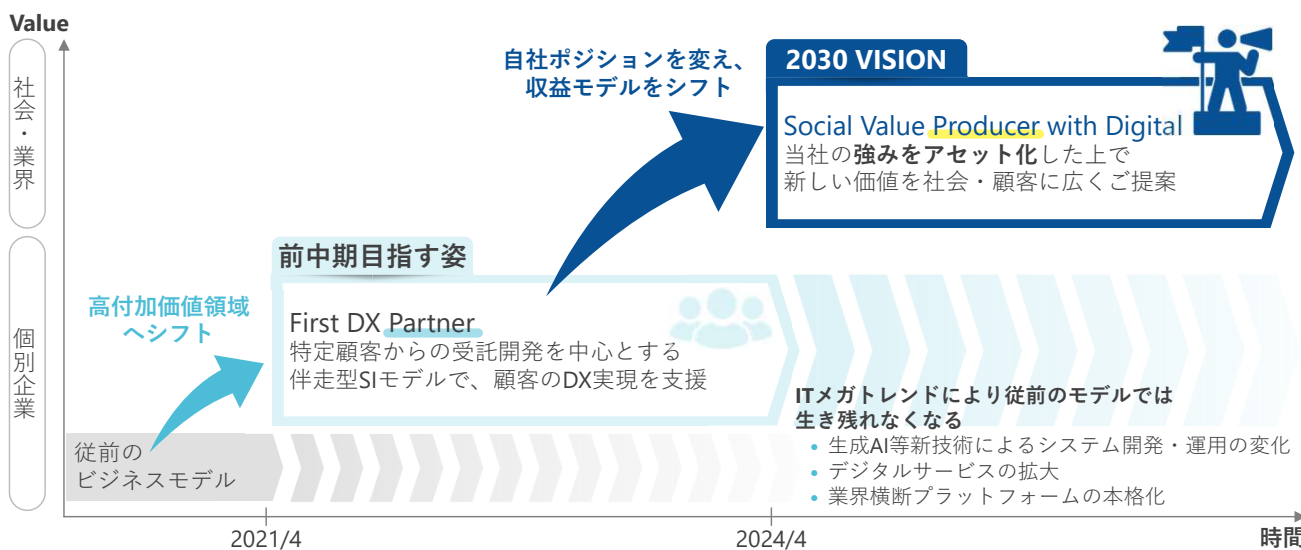 Value
社会・業界
個別企業
自社ポジションを変え、
収益モデルをシフト
2030 VISION
Social Value Producer with Digital
当社の強みをアセット化した上で
新しい価値を社会・顧客に広くご提案
前中期目指す姿
高付加価値領域
へシフト
First DX Partner
特定顧客からの受託開発を中心とする
伴走型SIモデルで、顧客のDX実現を支援
ITメガトレンドにより従前のモデルでは
生き残れなくなる
• 生成AI等新技術によるシステム開発・運用の変化
• デジタルサービスの拡大
• 業界横断プラットフォームの本格化
従前の
ビジネスモデル
2021/4
2024/4
時間